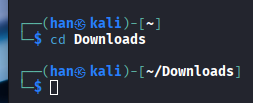 ┌──(han㉿kali)-[~]
└─$ cd Downloads
┌──(han㉿kali)-[~/Downloads]
└─$